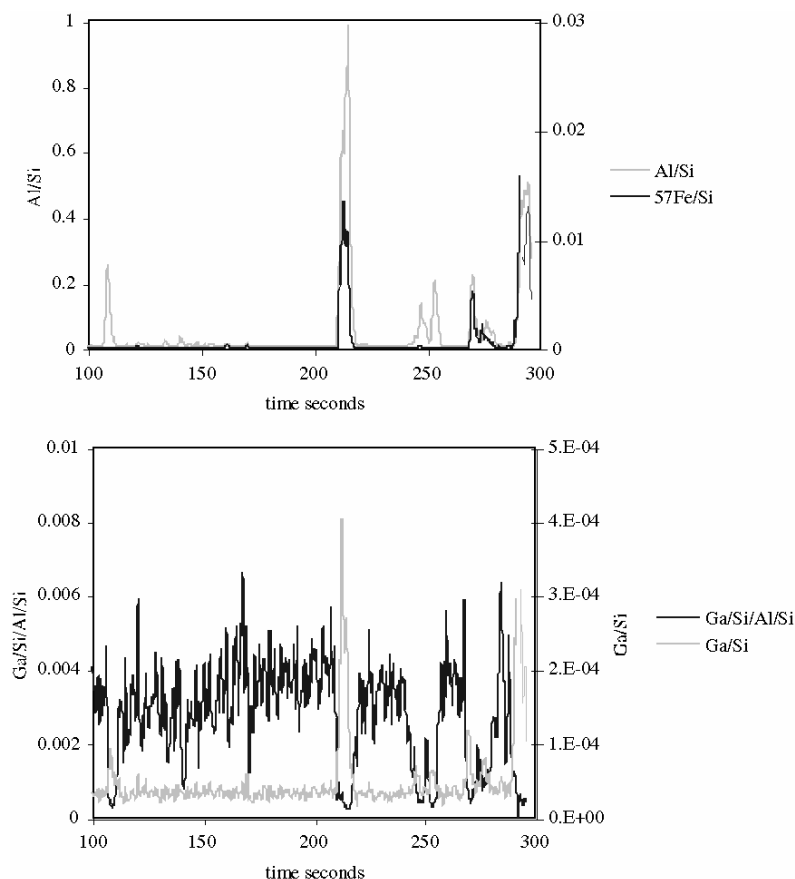 1
0.8
0.6
0.4
0.2
0
Al/Si
0.03
0.02
0.01
0
100
150
200
250
300
time seconds
Al/Si
57Fe/Si
0.01
0.008
0.006
0.004
0.002
0
Ga/Si/Al/Si
5.E-04
4.E-04
3.E-04
2.E-04
1.E-04
0.E+00
Ga/Si
100
150
200
250
300
time seconds
Ga/Si/Al/Si
Ga/Si